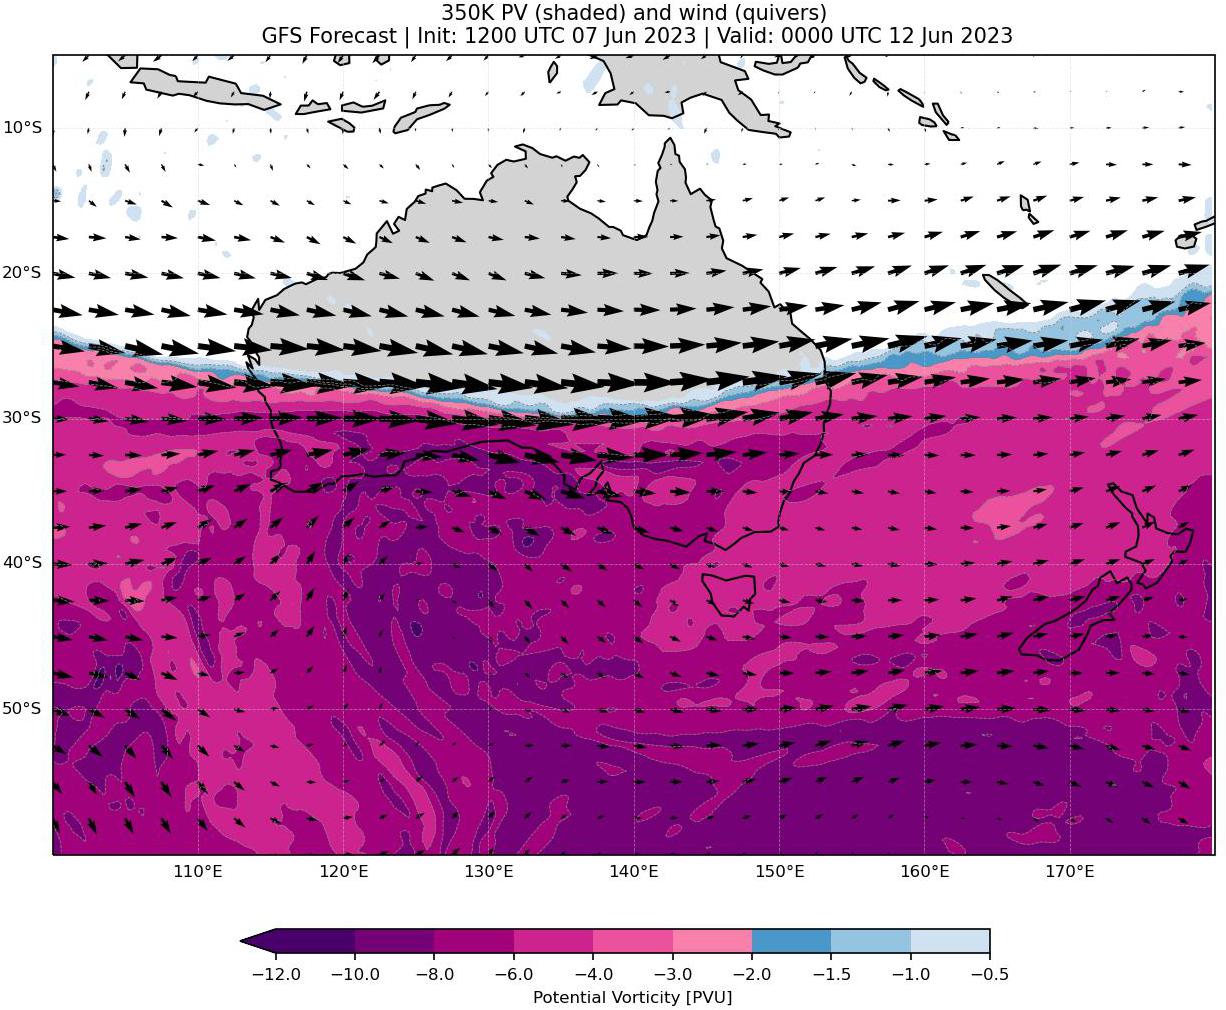 350K PV (shaded) and wind (quivers)
GFS Forecast | Init: 1200 UTC 07 Jun 2023 | Valid: 0000 UTC 12 Jun 2023
10°S
20°S
30°S
40°S
50°S
110°E 120°E 130°E 140°E 150°E 160°E 170°E
−12.0 −10.0 −8.0 −6.0 −4.0 −3.0 −2.0 −1.5 −1.0 −0.5
Potential Vorticity [PVU]